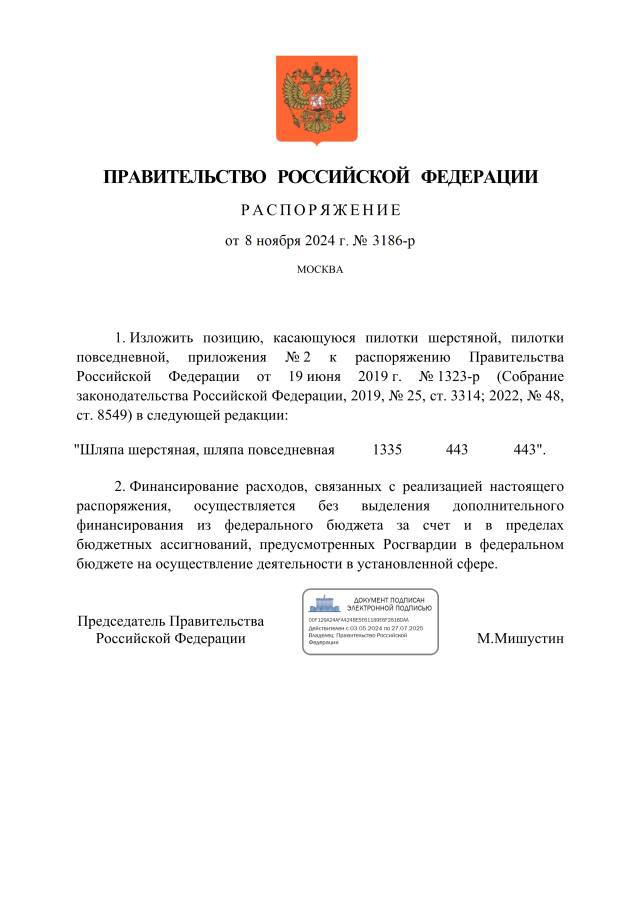 ПРАВИТЕЛЬСТВО РОССИЙСКОЙ ФЕДЕРАЦИИ
РАСПОРЯЖЕНИЕ
от 8 ноября 2024 г. № 3186-р
МОСКВА
1. Изложить позицию, касающуюся пилотки шерстяной, пилотки
повседневной, приложения № 2 к распоряжению Правительства
Российской Федерации от 19 июня 2019 г. № 1323-р (Собрание
законодательства Российской Федерации, 2019, № 25, ст. 3314; 2022, № 48,
ст. 8549) в следующей редакции:
"Шляпа шерстяная, шляпа повседневная 1335 443 443".
2. Финансирование расходов, связанных с реализацией настоящего
распоряжения, осуществляется без выделения дополнительного
финансирования из федерального бюджета за счет и в пределах
бюджетных ассигнований, предусмотренных Росгвардии в федеральном
бюджете на осуществление деятельности в установленной сфере.
Председатель Правительства
Российской Федерации
ДОКУМЕНТ ПОДПИСАН
ЭЛЕКТРОННОЙ ПОДПИСЬЮ
Действителен с 03.05.2024 по 27.07.2025
Владелец: Правительство Российской
Федерации
М.Мишустин